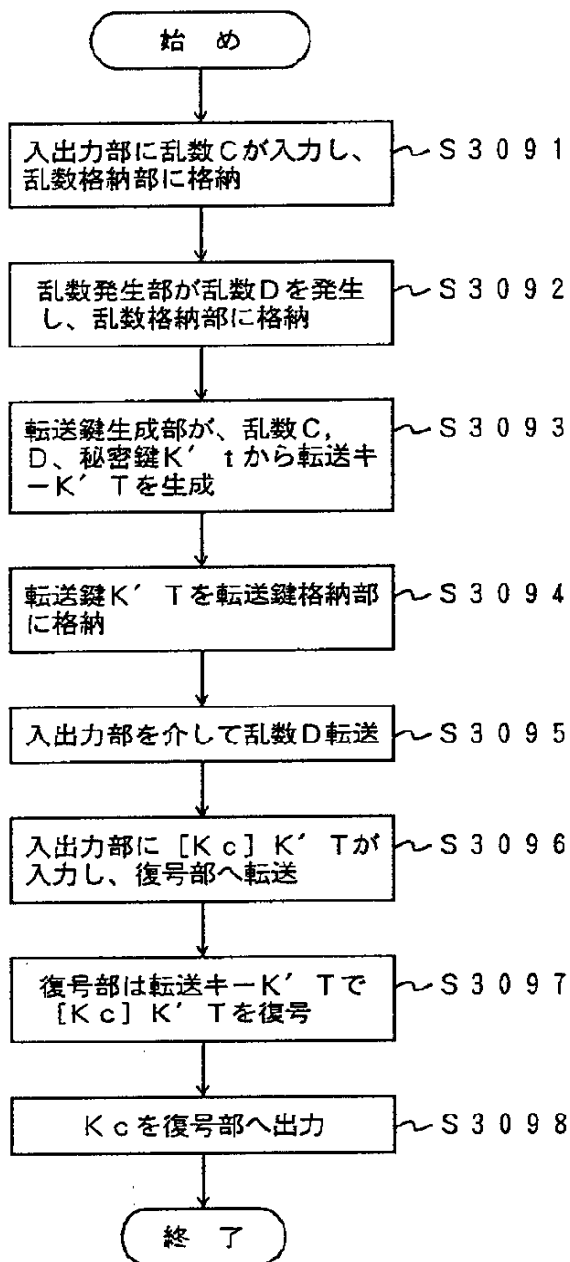 始 め
入出力部に乱数Cが入力し、
乱数格納部に格納
S3091
乱数発生部が乱数Dを発生
し、乱数格納部に格納
S3092
転送鍵生成部が、乱数C,
D、秘密鍵K′tから転送キ
ーK′Tを生成
S3093
転送鍵K′Tを転送鍵格納部
に格納
S3094
入出力部を介して乱数D転送
S3095
入出力部に[Kc]K′Tが
入力し、復号部へ転送
S3096
復号部は転送キーK′Tで
[Kc]K′Tを復号
S3097
Kcを復号部へ出力
S3098
終 了